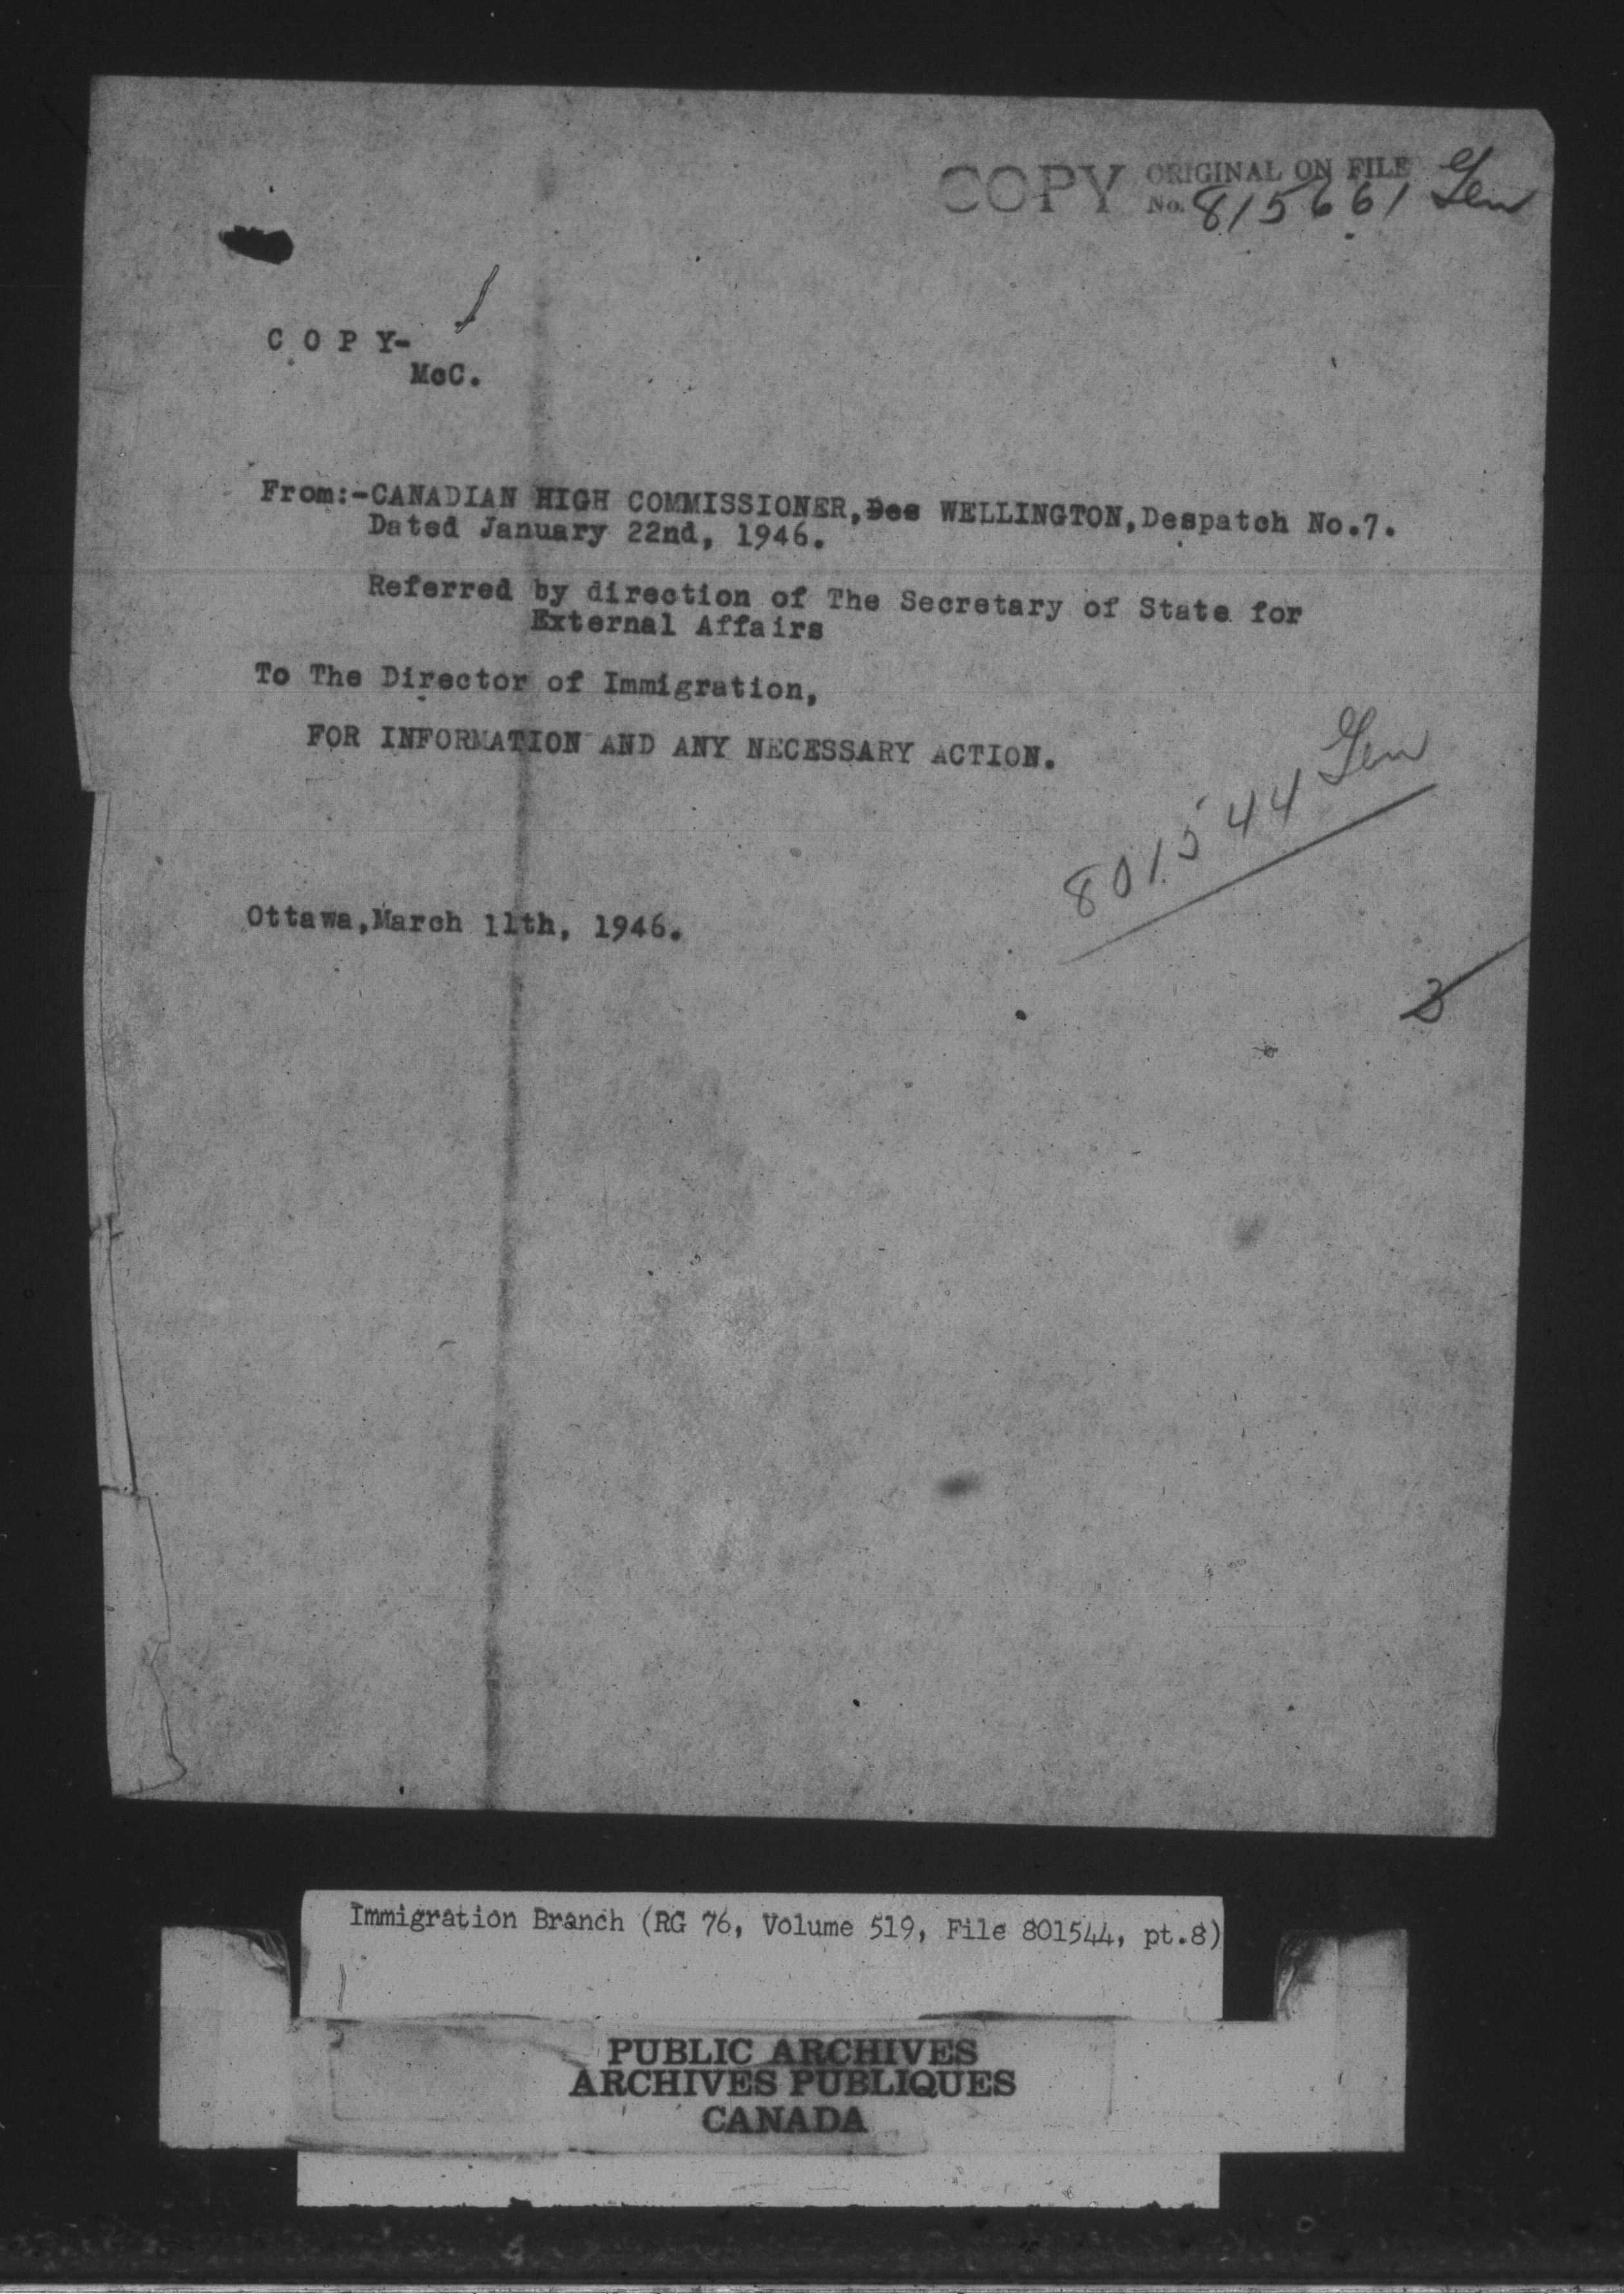 COPY ORIGINAL ON FILE
No. 815661 Gen
C O P Y-
McC.
From:-CANADIAN HIGH COMMISSIONER, Des WELLINGTON, Despatch No.7.
Dated January 22nd, 1946.
Referred by direction of The Secretary of State for
External Affairs
To The Director of Immigration,
FOR INFORMATION AND ANY NECESSARY ACTION.
801544 Gen
Ottawa, March 11th, 1946.
3
Immigration Branch (RG 76, Volume 519, File 801544, pt.8)
PUBLIC ARCHIVES
ARCHIVES PUBLIQUES
CANADA